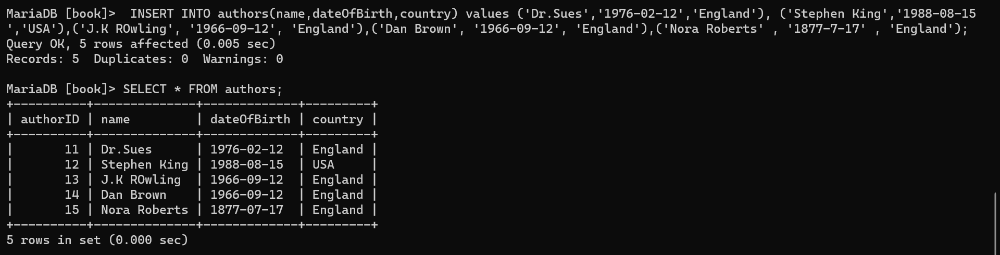 MariaDB [book]>  INSERT INTO authors(name,dateOfBirth,country) values ('Dr.Sues','1976-02-12','England'), ('Stephen King','1988-08-15
','USA'),('J.K ROwling', '1966-09-12', 'England'),('Dan Brown', '1966-09-12', 'England'),('Nora Roberts' , '1877-7-17' , 'England');
Query OK, 5 rows affected (0.005 sec)
Records: 5  Duplicates: 0  Warnings: 0

MariaDB [book]> SELECT * FROM authors;
+----------+--------------+-------------+---------+
| authorID | name         | dateOfBirth | country |
+----------+--------------+-------------+---------+
|       11 | Dr.Sues      | 1976-02-12  | England |
|       12 | Stephen King | 1988-08-15  | USA     |
|       13 | J.K ROwling  | 1966-09-12  | England |
|       14 | Dan Brown    | 1966-09-12  | England |
|       15 | Nora Roberts | 1877-07-17  | England |
+----------+--------------+-------------+---------+
5 rows in set (0.000 sec)